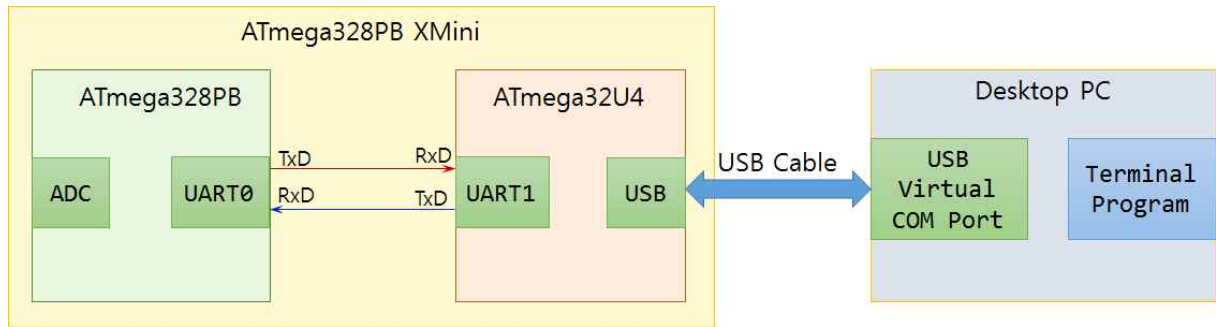 ATmega328PB XMini
ATmega328PB
ADC
UART0
TxD
RxD
RxD
TxD
ATmega32U4
UART1
USB
USB Cable
Desktop PC
USB
Virtual
COM Port
Terminal
Program